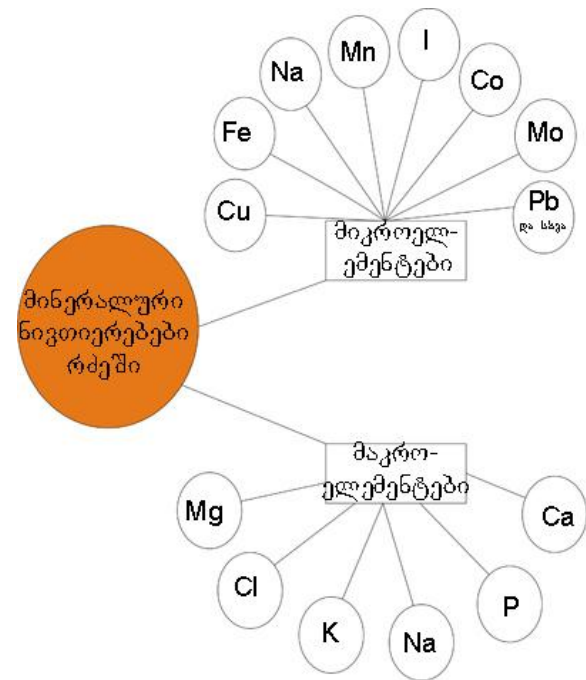 Cu
Fe
Na
Mn
I
Co
Mo
Pb
და სხვა
მიკროელ-
ემენტები
მინერალური
ნივთიერებები
რძეში
მაკრო-
ელემენტები
Mg
Cl
K
Na
P
Ca